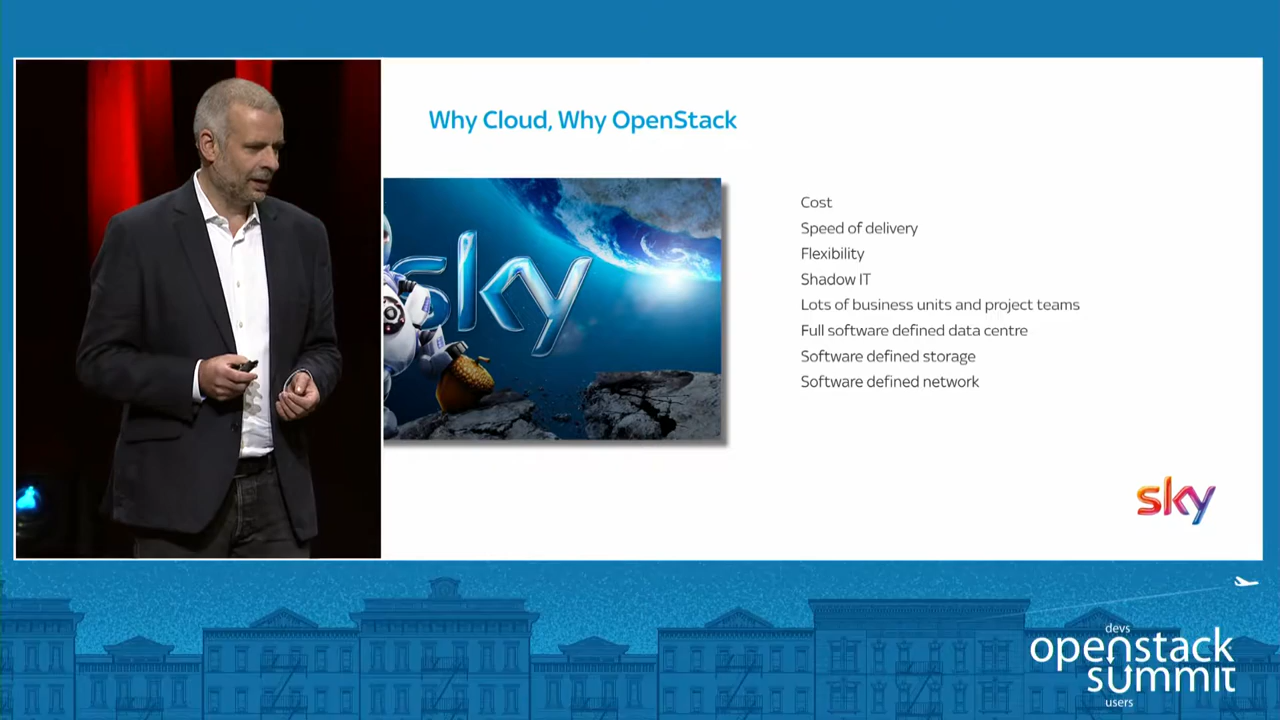 Why Cloud, Why OpenStack
sky
Cost
Speed of delivery
Flexibility
Shadow IT
Lots of business units and project teams
Full software defined data centre
Software defined storage
Software defined network
sky
devs
openstack
summit
users